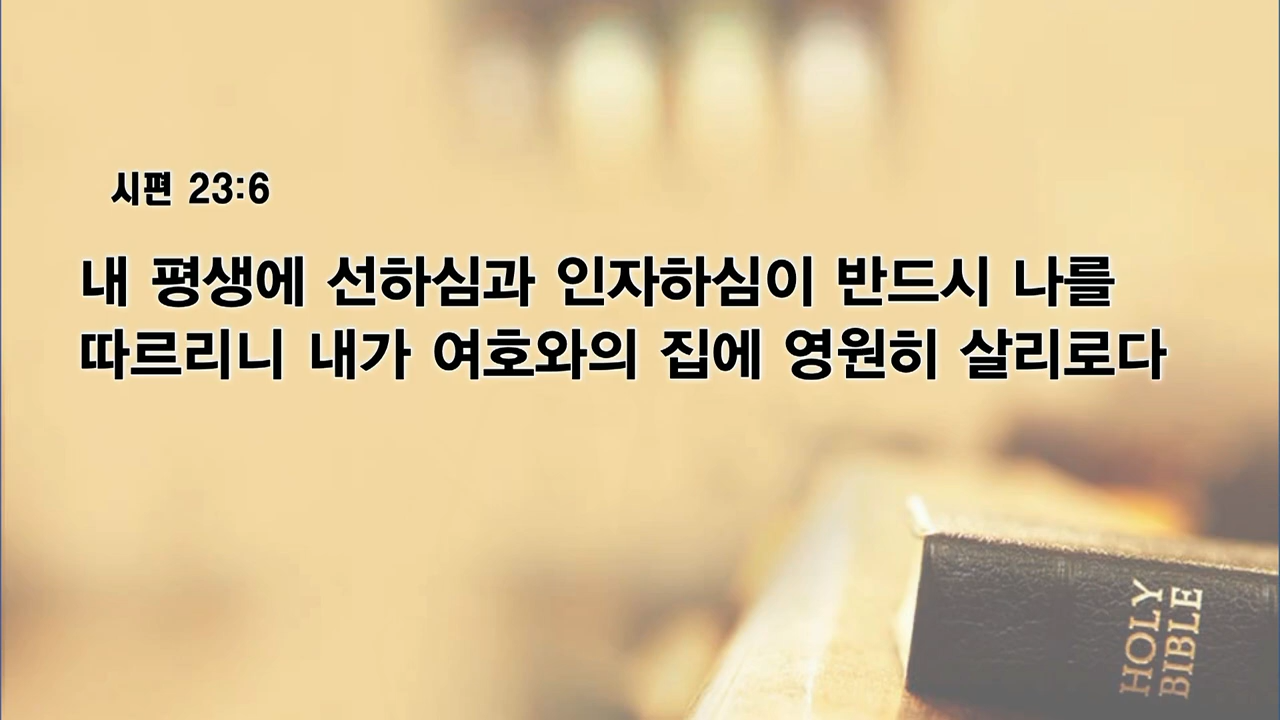 시편 23:6
내 평생에 선하심과 인자하심이 반드시 나를
따르리니 내가 여호와의 집에 영원히 살리로다
HOLY
BIBLE